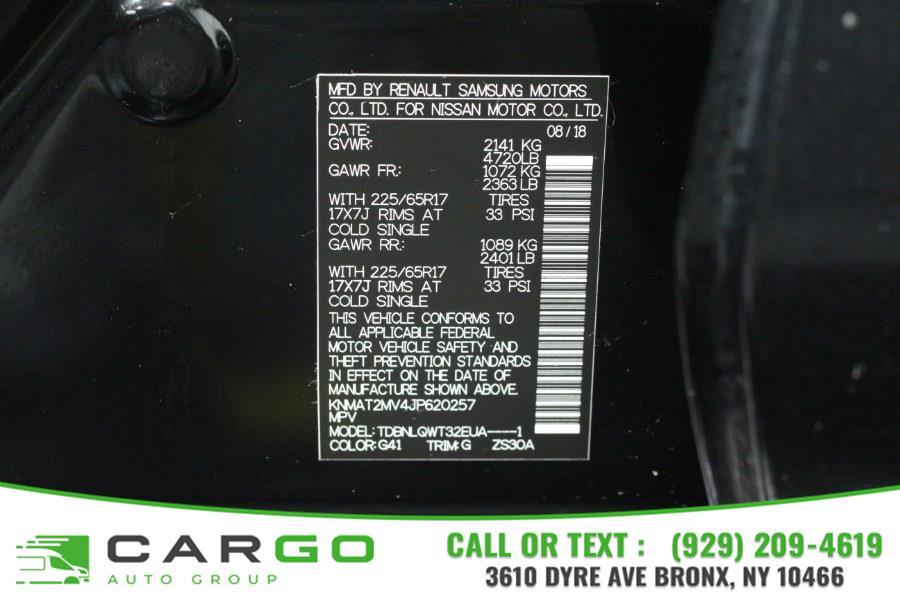 MFD BY RENAULT SAMSUNG MOTORS
CO., LTD. FOR NISSAN MOTOR CO., LTD.
DATE: 08/18
GVWR: 2141 KG
4720LB
GAWR FR.: 1072 KG
2363 LB
WITH 225/65R17 TIRES
17X7J RIMS AT 33 PSI
COLD SINGLE
GAWR RR.: 1089 KG
2401 LB
WITH 225/65R17 TIRES
17X7J RIMS AT 33 PSI
COLD SINGLE
THIS VEHICLE CONFORMS TO
ALL APPLICABLE FEDERAL
MOTOR VEHICLE SAFETY AND
THEFT PREVENTION STANDARDS
IN EFFECT ON THE DATE OF
MANUFACTURE SHOWN ABOVE.
KNMAT2MV4JP620257
MPV
MODEL: TDBNLQWT32EUA----1
COLOR: G41 TRIM: G ZS30A
CARGO
AUTO GROUP
CALL OR TEXT : (929) 209-4619
3610 DYRE AVE BRONX, NY 10466